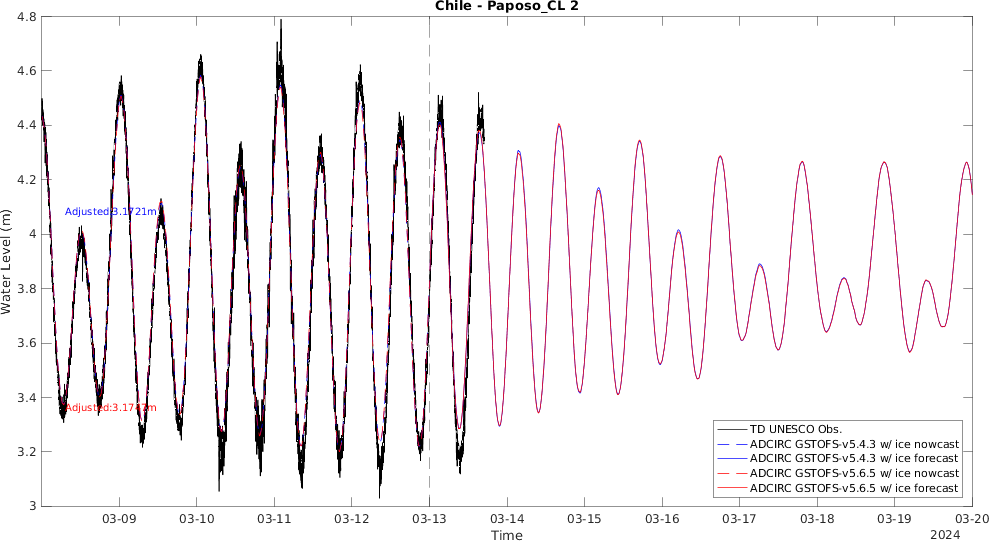 Chile - Paposo_CL 2
Water Level (m)
4.8
4.6
4.4
4.2
4
3.8
3.6
3.4
3.2
3
Adjusted:3.1721m
Adjusted:3.1747m
TD UNESCO Obs.
ADCIRC GSTOFS-v5.4.3 w/ ice nowcast
ADCIRC GSTOFS-v5.4.3 w/ ice forecast
ADCIRC GSTOFS-v5.6.5 w/ ice nowcast
ADCIRC GSTOFS-v5.6.5 w/ ice forecast
03-09 03-10 03-11 03-12 03-13 03-14 03-15 03-16 03-17 03-18 03-19 03-20
Time
2024